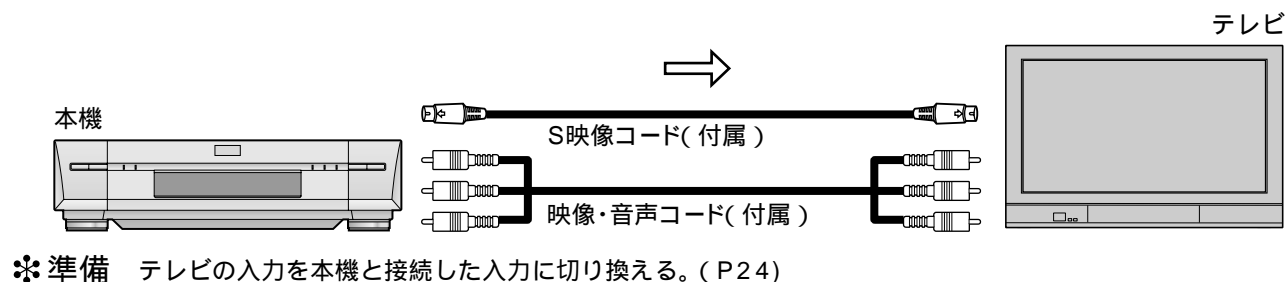 テレビ
本機
S映像コード(付属)
映像・音声コード(付属)
準備 テレビの入力を本機と接続した入力に切り換える。(P24)